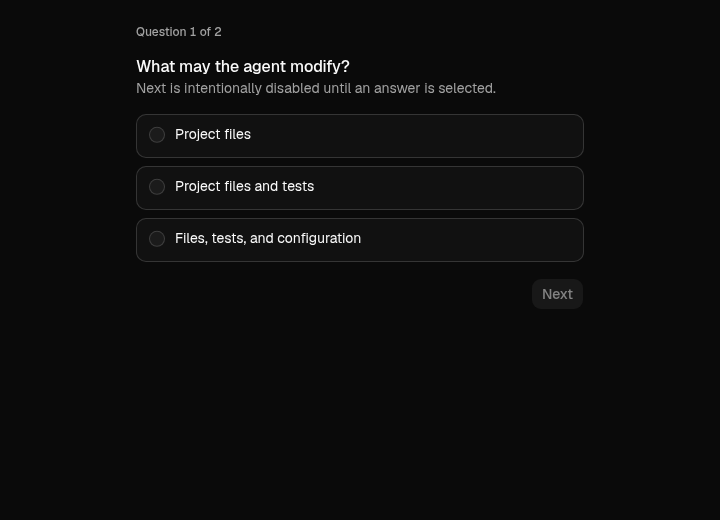 Question 1 of 2
What may the agent modify?
Next is intentionally disabled until an answer is selected.
Project files
Project files and tests
Files, tests, and configuration
Next